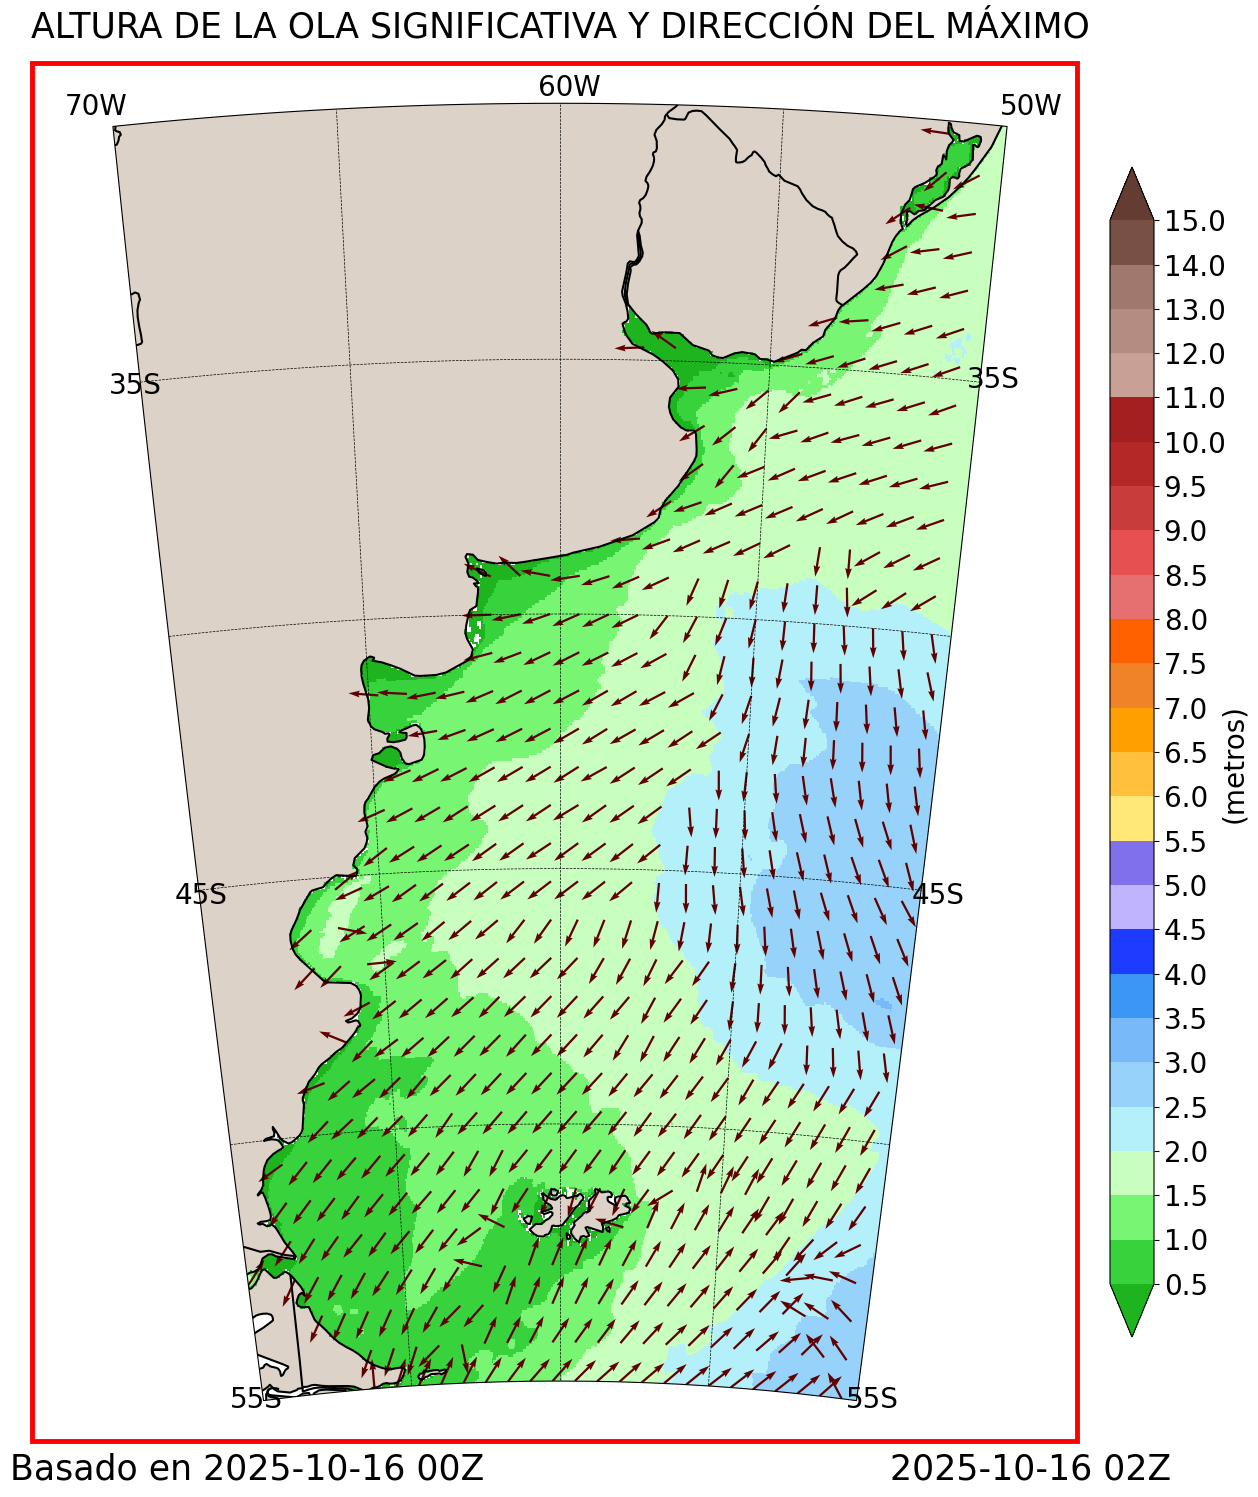 ALTURA DE LA OLA SIGNIFICATIVA Y DIRECCIÓN DEL MÁXIMO
70W
60W
50W
35S
35S
45S
45S
55S
55S
15.0
14.0
13.0
12.0
11.0
10.0
9.5
9.0
8.5
8.0
7.5
7.0
6.5
6.0
5.5
5.0
4.5
4.0
3.5
3.0
2.5
2.0
1.5
1.0
0.5
(metros)
Basado en 2025-10-16 00Z
2025-10-16 02Z